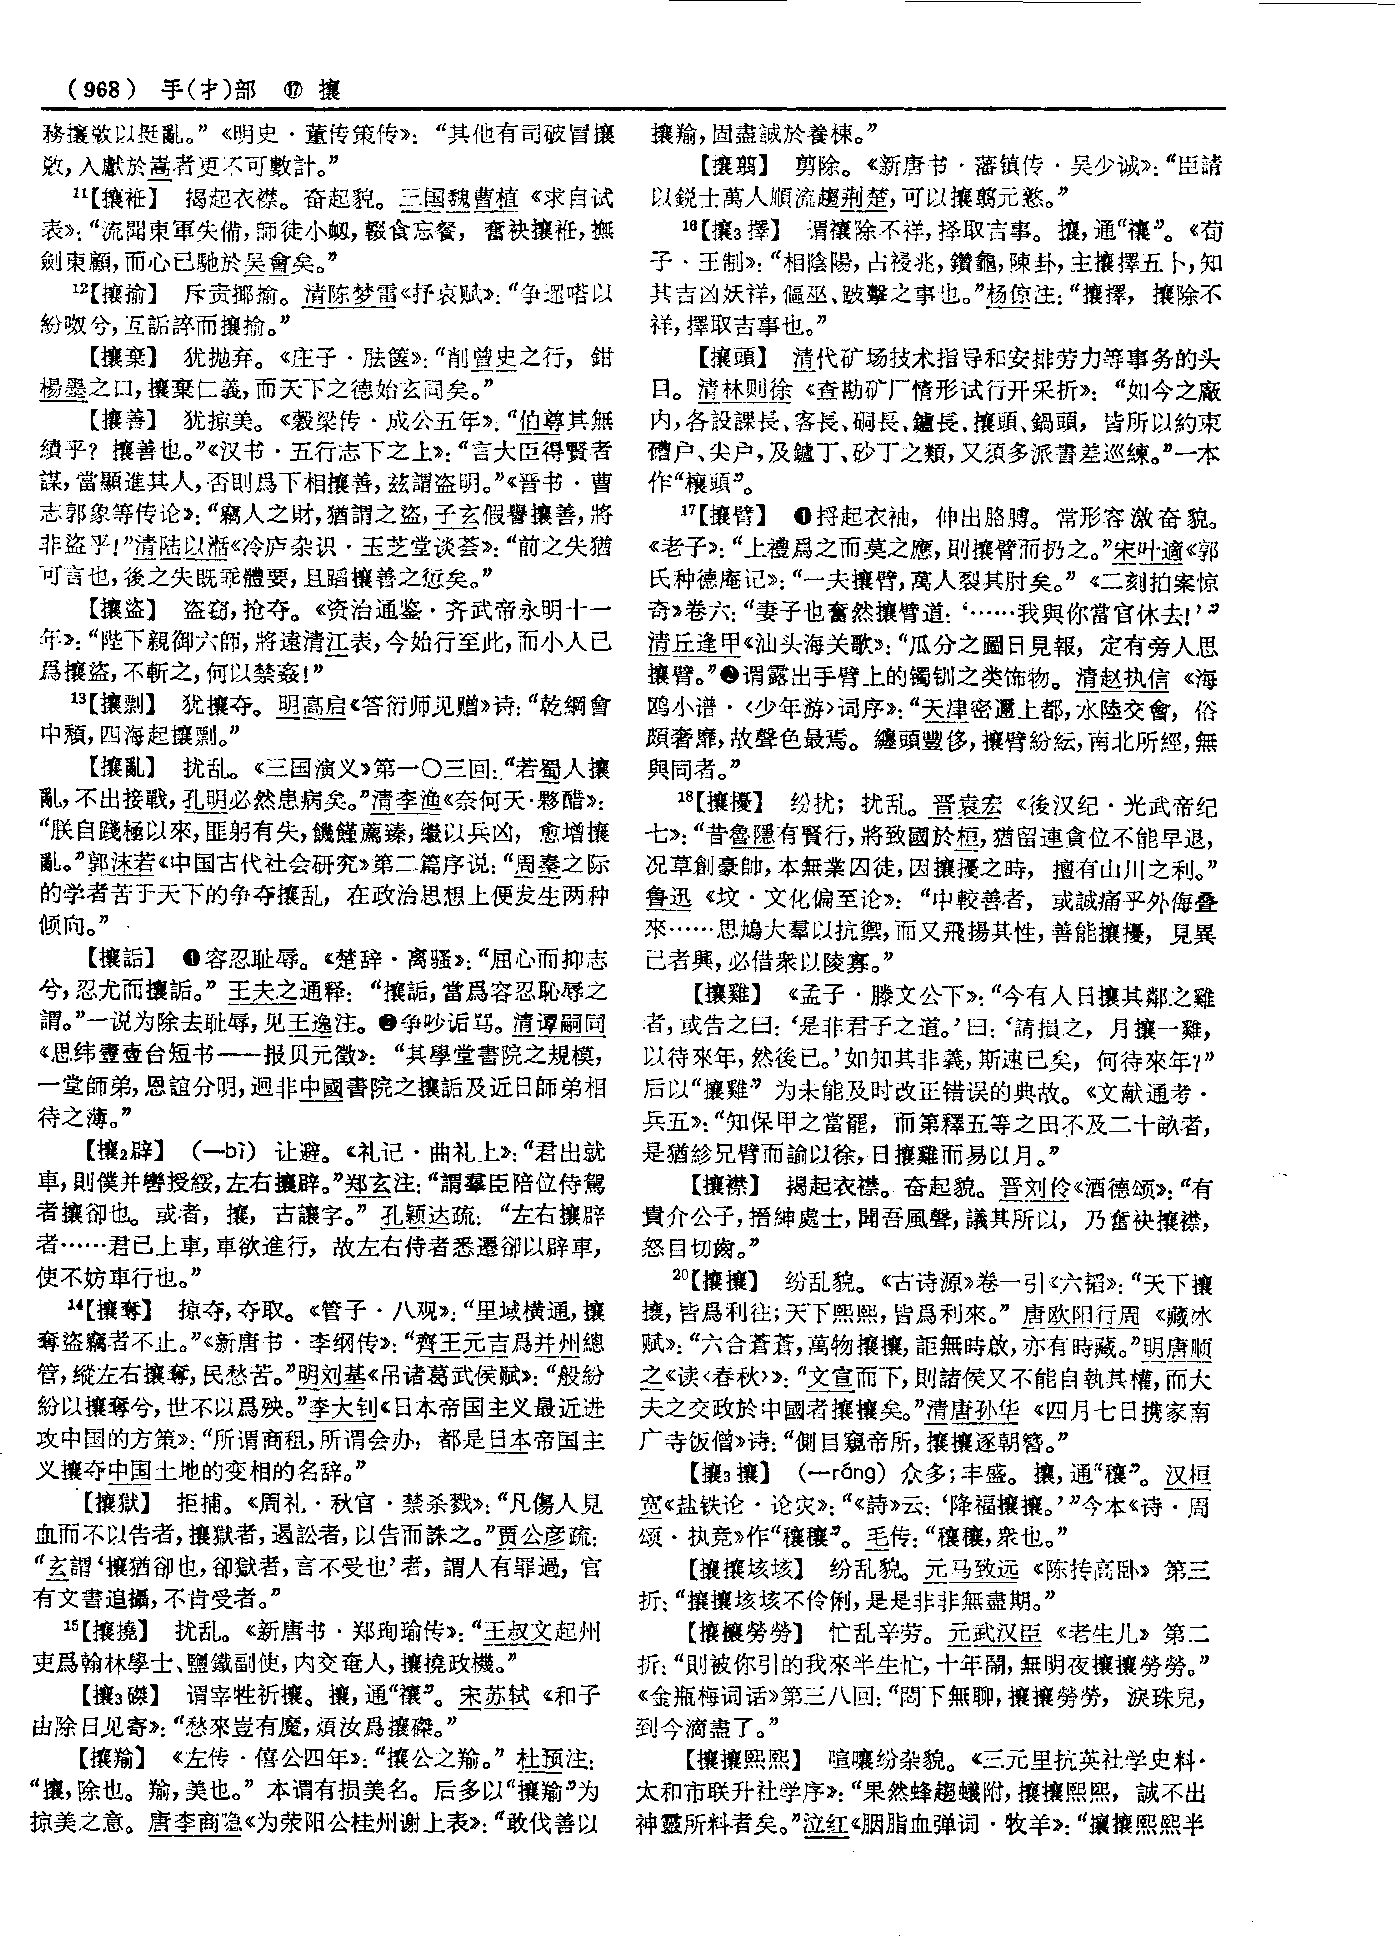 （968） 手(扌)部 ⑰ 攘
務攘敓以挺亂。”《明史·董传策传》：“其他有司破冒攘
敓，入獻於嵩者更不可數計。”
11【攘袵】 揭起衣襟。奋起貌。三国魏曹植《求自试
表》：“流聞東軍失備，師徒小衂，輟食忘餐，奮袂攘袵，撫
劍東顧，而心已馳於吳會矣。”
12【攘揄】 斥责揶揄。清陈梦雷《抒哀赋》：“争遝喒以
紛呶兮，互詬誶而攘揄。”
【攘棄】 犹抛弃。《庄子·胠箧》：“削曾史之行，鉗
楊墨之口，攘棄仁義，而天下之德始玄同矣。”
【攘善】 犹掠美。《穀梁传·成公五年》：“伯尊其無
績乎？攘善也。”《汉书·五行志下之上》：“言大臣得賢者
謀，當顯進其人，否則爲下相攘善，兹謂盗明。”《晋书·曹
志郭象等传论》：“竊人之財，猶謂之盜，子玄假譽攘善，將
非盜乎！”清陆以湉《冷庐杂识·玉芝堂谈荟》：“前之失猶
可言也，後之失既乖體要，且蹈攘善之愆矣。”
【攘盜】 盗窃，抢夺。《资治通鉴·齐武帝永明十一
年》：“陛下親御六師，將遠清江表，今始行至此，而小人已
爲攘盜，不斬之，何以禁姦！”
13【攘剽】 犹攘夺。明高启《答衍师见赠》诗：“乾綱會
中頹，四海起攘剽。”
【攘亂】 扰乱。《三国演义》第一〇三回：“若蜀人攘
亂，不出接戰，孔明必然患病矣。”清李渔《奈何天·夥醋》：
“朕自踐極以來，匪躬有失，饑饉薦臻，繼以兵凶，愈增攘
亂。”郭沫若《中国古代社会研究》第二篇序说：“周秦之际
的学者苦于天下的争夺攘乱，在政治思想上便发生两种
倾向。”
【攘詬】 ❶容忍耻辱。《楚辞·离骚》：“屈心而抑志
兮，忍尤而攘詬。”王夫之通释：“攘詬，當爲容忍恥辱之
謂。”一说为除去耻辱，见王逸注。❷争吵诟骂。清谭嗣同
《思纬壹壹台短书——报贝元徵》：“其學堂書院之規模，
一堂師弟，恩誼分明，迥非中國書院之攘詬及近日師弟相
待之薄。”
【攘2辟】 （—bì）让避。《礼记·曲礼上》：“君出就
車，則僕并轡授綏，左右攘辟。”郑玄注：“謂羣臣陪位侍駕
者攘卻也。或者，攘，古讓字。”孔颖达疏：“左右攘辟
者……君已上車，車欲進行，故左右侍者悉遷卻以辟車，
使不妨車行也。”
14【攘奪】 掠夺，夺取。《管子·八观》：“里域横通，攘
奪盜竊者不止。”《新唐书·李纲传》：“齊王元吉爲并州總
管，縱左右攘奪，民愁苦。”明刘基《吊诸葛武侯赋》：“般紛
紛以攘奪兮，世不以爲殃。”李大钊《日本帝国主义最近进
攻中国的方策》：“所谓商租，所谓会办，都是日本帝国主
义攘夺中国土地的变相的名辞。”
【攘獄】 拒捕。《周礼·秋官·禁杀戮》：“凡傷人見
血而不以告者，攘獄者，遏訟者，以告而誅之。”贾公彦疏：
“玄謂‘攘猶卻也，卻獄者，言不受也’者，謂人有罪過，官
有文書追攝，不肯受者。”
15【攘撓】 扰乱。《新唐书·郑珣瑜传》：“王叔文起州
吏爲翰林學士、鹽鐵副使，内交奄人，攘撓政機。”
【攘3磔】 谓宰牲祈攘。攘，通“禳”。宋苏轼《和子
由除日见寄》：“愁來豈有魔，煩汝爲攘磔。”
【攘羭】 《左传·僖公四年》：“攘公之羭。”杜预注：
“攘，除也。羭，美也。”本谓有损美名。后多以“攘羭”为
掠美之意。唐李商隐《为荥阳公桂州谢上表》：“敢伐善以
攘羭，固盡誠於養棟。”
【攘翦】 剪除。《新唐书·藩镇传·吴少诚》：“臣請
以鋭士萬人順流趨荆楚，可以攘翦元憝。”
16【攘3擇】 谓禳除不祥，择取吉事。攘，通“禳”。《荀
子·王制》：“相陰陽，占祲兆，鑽龜，陳卦，主攘擇五卜，知
其吉凶妖祥，傴巫、跛擊之事也。”杨倞注：“攘擇，攘除不
祥，擇取吉事也。”
【攘頭】 清代矿场技术指导和安排劳力等事务的头
目。清林则徐《查勘矿厂情形试行开采折》：“如今之廠
内，各設課長、客長、硐長、鑪長、攘頭、鍋頭，皆所以約束
礶户、尖户，及鑪丁、砂丁之類，又須多派書差巡練。”一本
作“欀頭”。
17【攘臂】 ❶捋起衣袖，伸出胳膊。常形容激奋貌。
《老子》：“上禮爲之而莫之應，則攘臂而扔之。”宋叶適《郭
氏种德庵记》：“一夫攘臂，萬人裂其肘矣。”《二刻拍案惊
奇》卷六：“妻子也奮然攘臂道：‘……我與你當官休去！’”
清丘逢甲《汕头海关歌》：“瓜分之圖日見報，定有旁人思
攘臂。”❷谓露出手臂上的镯钏之类饰物。清赵执信《海
鸥小谱·〈少年游〉词序》：“天津密邇上都，水陸交會，俗
頗奢靡，故聲色最焉。纏頭豐侈，攘臂紛紜，南北所經，無
與同者。”
18【攘擾】 纷扰；扰乱。晋袁宏《後汉纪·光武帝纪
七》：“昔魯隱有賢行，將致國於桓，猶留連貪位不能早退，
况草創豪帥，本無業囚徒，因攘擾之時，擅有山川之利。”
鲁迅《坟·文化偏至论》：“中較善者，或誠痛乎外侮叠
來……思鳩大羣以抗禦，而又飛揚其性，善能攘擾，見異
己者興，必借衆以陵寡。”
【攘雞】 《孟子·滕文公下》：“今有人日攘其鄰之雞
者，或告之曰：‘是非君子之道。’曰：‘請損之，月攘一雞，
以待來年，然後已。’如知其非義，斯速已矣，何待來年？”
后以“攘雞”为未能及时改正错误的典故。《文献通考·
兵五》：“知保甲之當罷，而第釋五等之田不及二十畝者，
是猶紾兄臂而諭以徐，日攘雞而易以月。”
【攘襟】 揭起衣襟。奋起貌。晋刘伶《酒德颂》：“有
貴介公子，搢紳處士，聞吾風聲，議其所以，乃奮袂攘襟，
怒目切齒。”
20【攘攘】 纷乱貌。《古诗源》卷一引《六韬》：“天下攘
攘，皆爲利往；天下熙熙，皆爲利來。”唐欧阳行周《藏冰
赋》：“六合蒼蒼，萬物攘攘，詎無時啟，亦有時藏。”明唐顺
之《读〈春秋〉》：“文宣而下，則諸侯又不能自執其權，而大
夫之交政於中國者攘攘矣。”清唐孙华《四月七日携家南
广寺饭僧》诗：“側目窺帝所，攘攘逐朝簪。”
【攘3攘】 （—ráng）众多；丰盛。攘，通“穰”。汉桓
宽《盐铁论·论灾》：“《詩》云：‘降福攘攘。’”今本《诗·周
颂·执竞》作“穰穰”。毛传：“穰穰，衆也。”
【攘攘垓垓】 纷乱貌。元马致远《陈抟高卧》第三
折：“攘攘垓垓不伶俐，是是非非無盡期。”
【攘攘勞勞】 忙乱辛劳。元武汉臣《老生儿》第二
折：“則被你引的我來半生忙，十年鬧，無明夜攘攘勞勞。”
《金瓶梅词话》第三八回：“悶下無聊，攘攘勞勞，淚珠兒，
到今滴盡了。”
【攘攘熙熙】 喧嚷纷杂貌。《三元里抗英社学史料·
太和市联升社学序》：“果然蜂趨蟻附，攘攘熙熙，誠不出
神靈所料者矣。”泣红《胭脂血弹词·牧羊》：“攘攘熙熙半